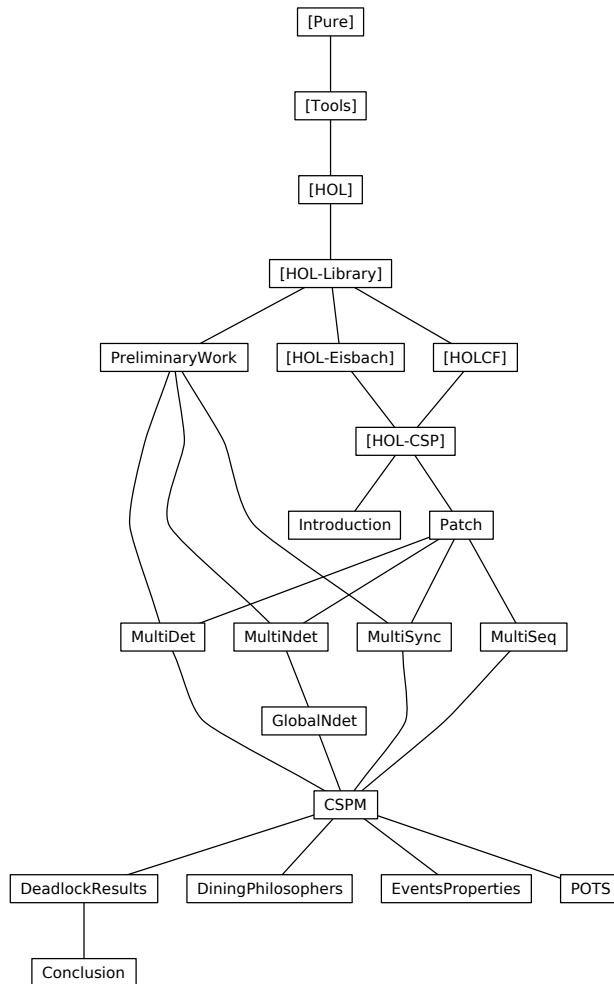 [Pure]
[Tools]
[HOL]
[HOL-Library]
PreliminaryWork [HOL-Eisbach] [HOLCF]
[HOL-CSP]
Introduction Patch
MultiDet MultiNdet MultiSync MultiSeq
GlobalNdet
CSPM
DeadlockResults DiningPhilosophers EventsProperties POTS
Conclusion